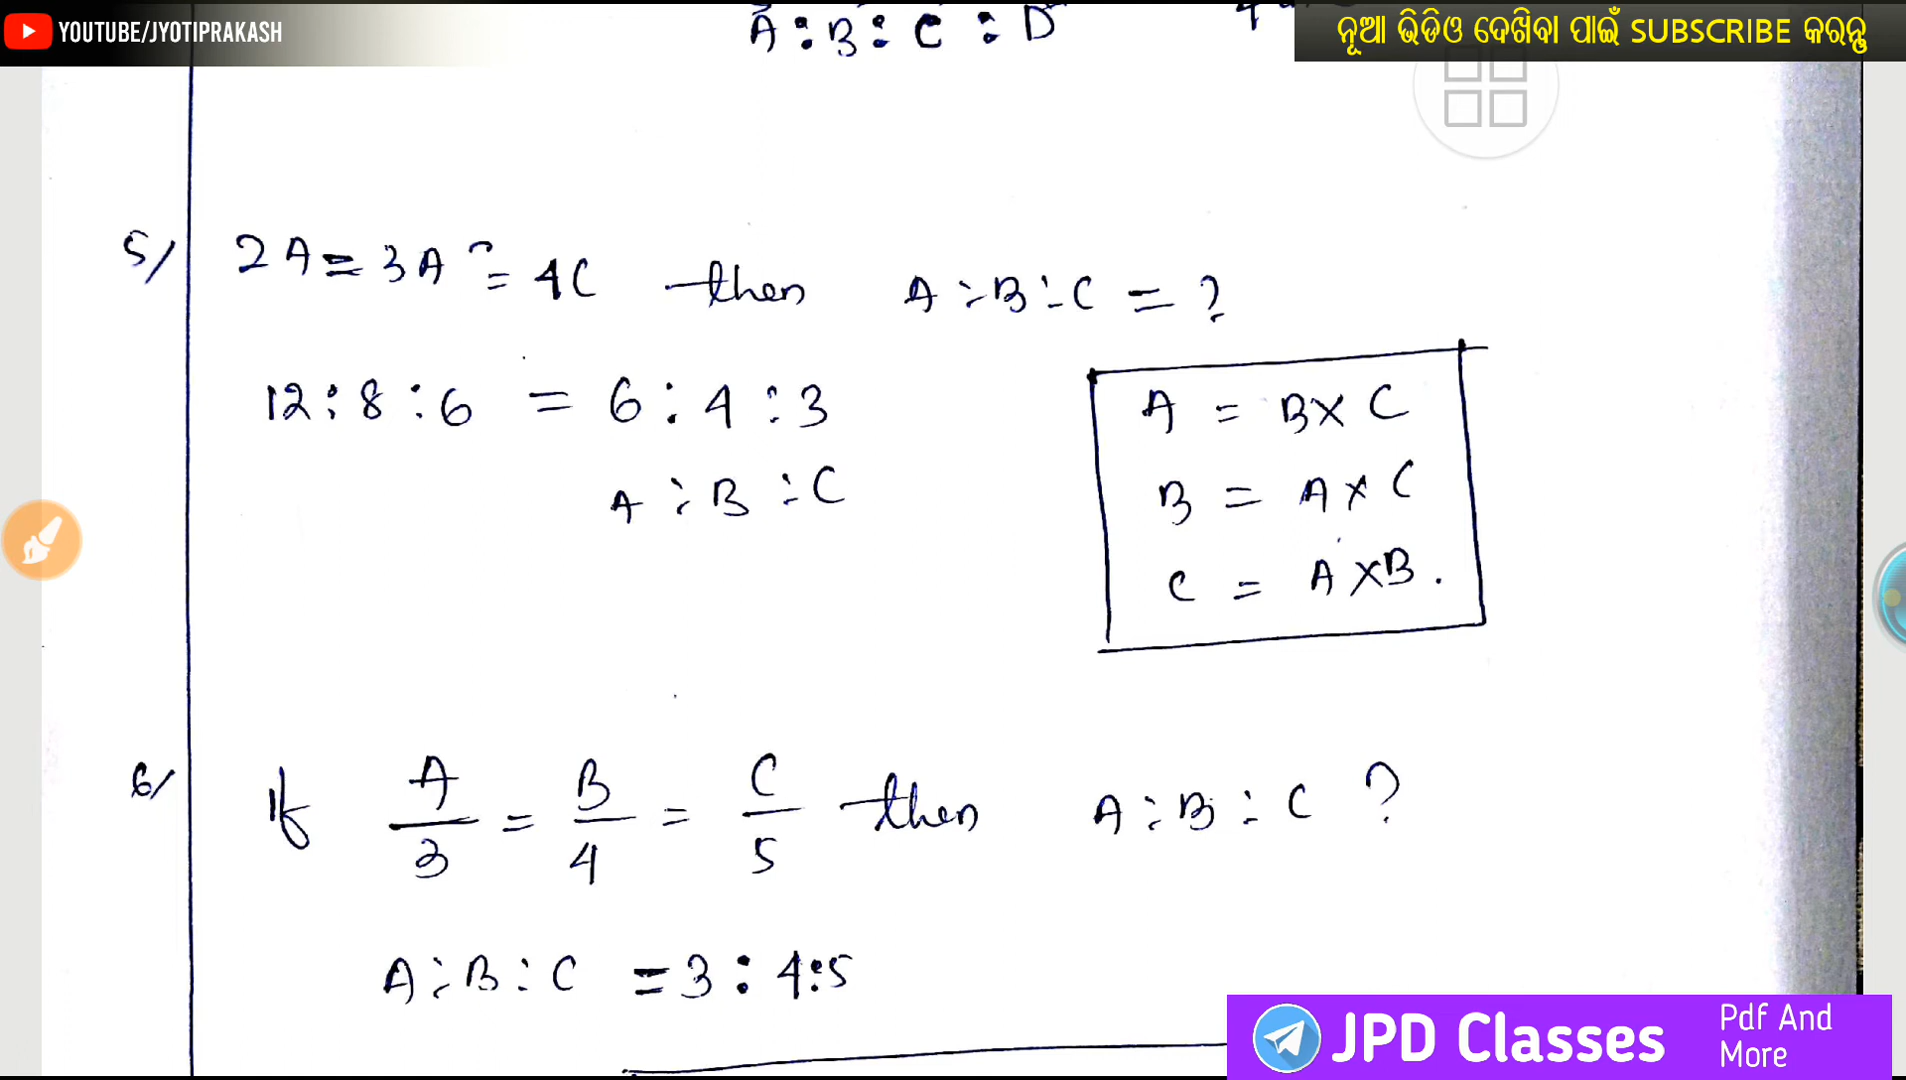 YOUTUBE/JYOTIPRAKASH
A : B : C : D
ନୂଆ ଭିଡିଓ ଦେଖିବା ପାଇଁ SUBSCRIBE କରନ୍ତୁ
5/ 2A = 3A = 4C then A : B : C = ?
12 : 8 : 6 = 6 : 4 : 3
A : B : C
A = B × C
B = A × C
C = A × B .
6/ If A/3 = B/4 = C/5 then A : B : C ?
A : B : C = 3 : 4 : 5
JPD Classes
Pdf And
More